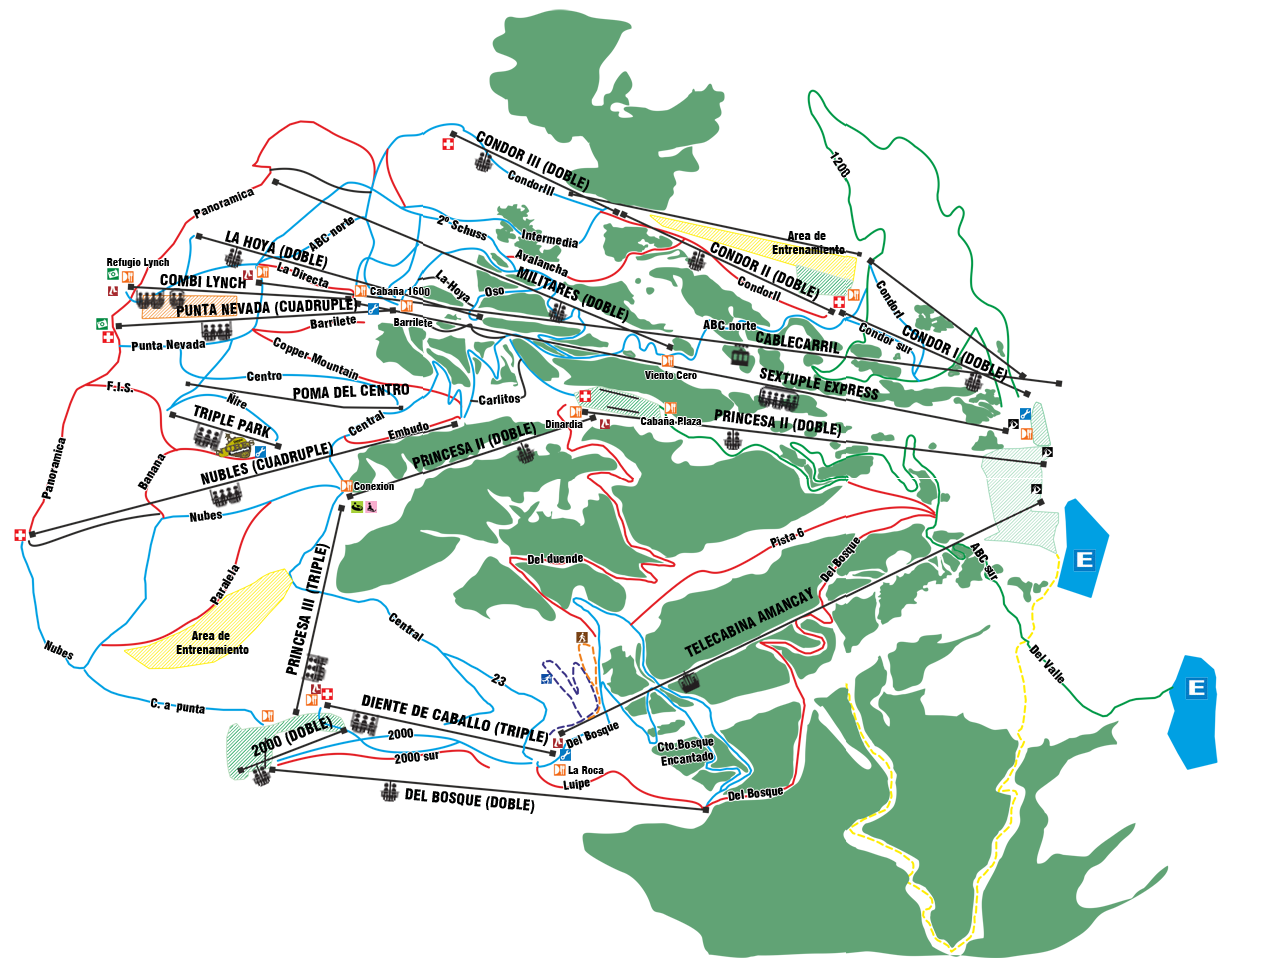 CONDOR III (DOBLE)
CondorIII
1200
Panoramica
ABC norte
2º Schuss
Intermedia
Area de
Entrenamiento
LA HOYA (DOBLE)
Avalancha
CONDOR II (DOBLE)
Refugio Lynch
La Directa
COMBI LYNCH
La Hoya
MILITARES (DOBLE)
CondorII
CondorI
Cabaña 1600
Oso
PUNTA NEVADA (CUADRUPLE)
Barrilete
Barrilete
ABC norte
CABLECARRIL
Condor sur
CONDOR I (DOBLE)
Punta Nevada
Copper Mountain
Viento Cero
SEXTUPLE EXPRESS
Centro
F.I.S.
POMA DEL CENTRO
Ñire
Carlitos
TRIPLE PARK
Central
Embudo
Dinardia
Cabaña Plaza
PRINCESA II (DOBLE)
PRINCESA II (DOBLE)
NUBLES (CUADRUPLE)
Panoramica
Banana
Conexion
Nubes
Pista 6
Del Bosque
ABC sur
Del duende
PRINCESA III (TRIPLE)
Paralela
TELECABINA AMANCAY
Central
Area de
Entrenamiento
Nubes
Del Valle
E
E
23
C. a punta
DIENTE DE CABALLO (TRIPLE)
2000 (DOBLE)
2000
2000 sur
Del Bosque
Cto.Bosque
Encantado
La Roca
Luipe
Del Bosque
DEL BOSQUE (DOBLE)